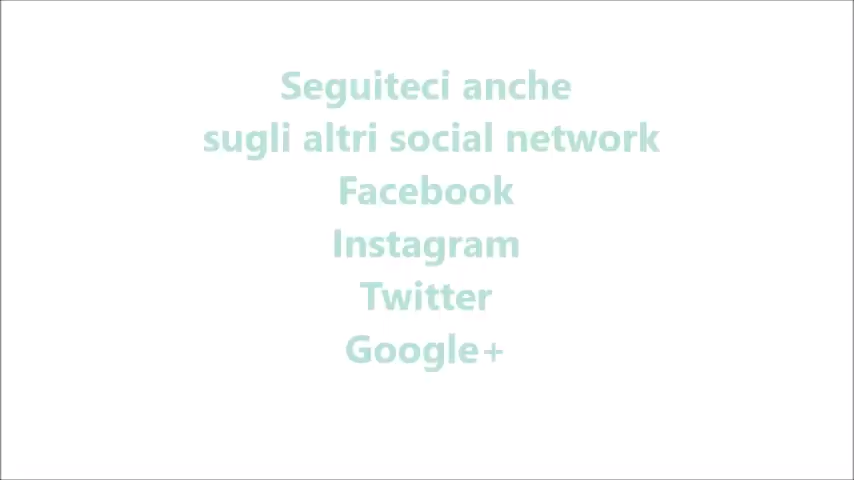 Seguiteci anche
sugli altri social network
Facebook
Instagram
Twitter
Google+